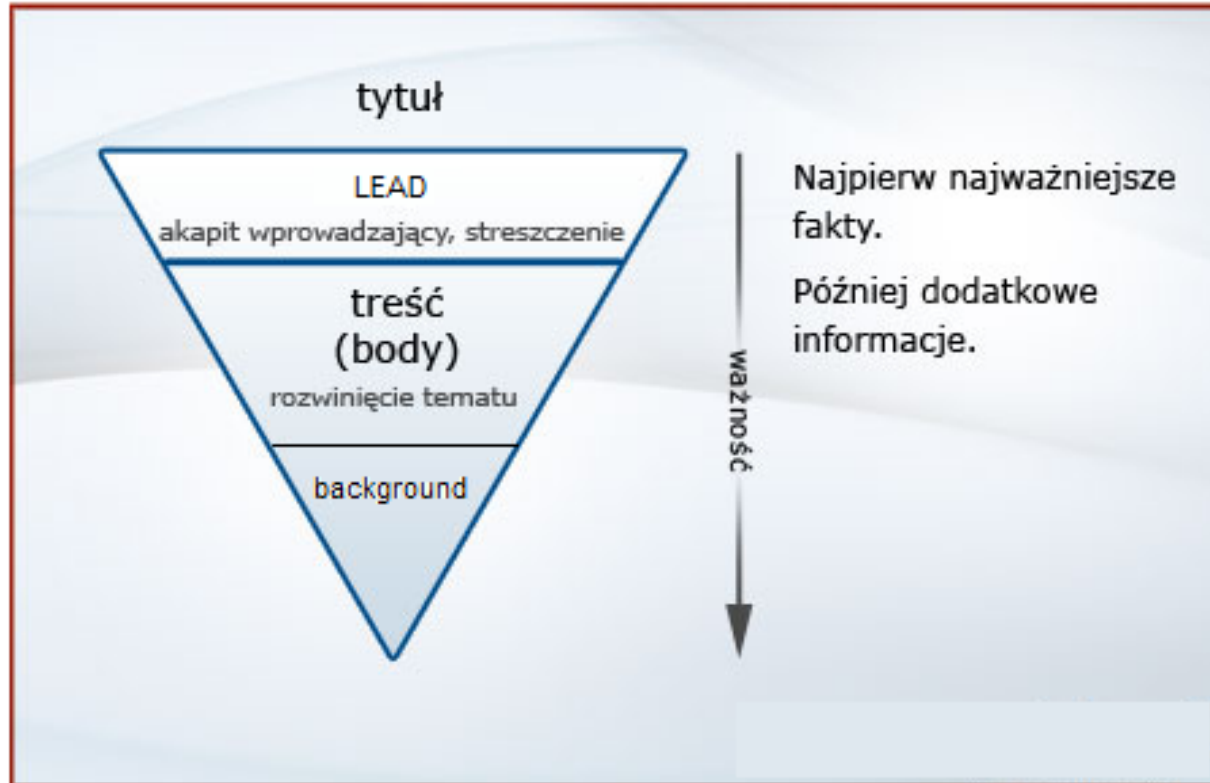 tytuł
LEAD
akapit wprowadzający, streszczenie
treść
(body)
rozwinięcie tematu
background
ważność
Najpierw najważniejsze
fakty.
Później dodatkowe
informacje.